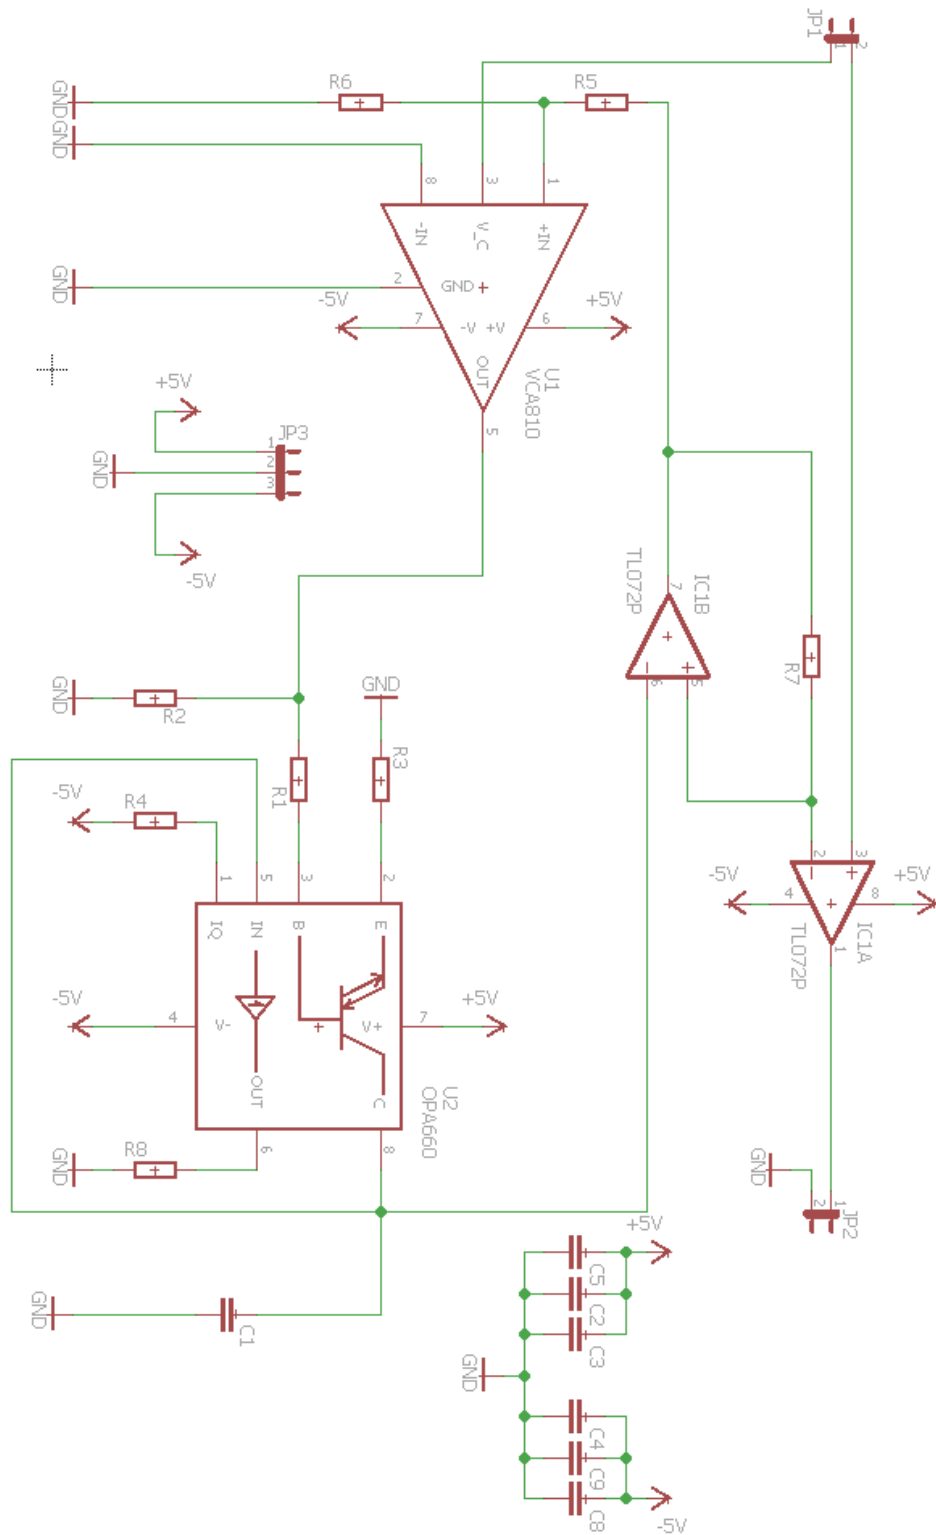 JP1
1
2
R6
R5
GND
GND
8
3
1
-IN
V_C
+IN
GND
2
GND
-5V
+5V
7
-V
+V
6
OUT
U1
VCA810
5
+5V
JP3
1
2
3
GND
-5V
TL072P
IC1B
7
6
5
R7
GND
R2
GND
R3
R1
-5V
R4
1
5
3
2
2
3
-5V
4
8
+5V
IC1A
TL072P
1
IQ
IN
B
E
-5V
4
V-
V+
7
+5V
OUT
C
U2
OPA660
GND
R8
6
8
GND
2
1
JP2
+5V
C5
C2
C3
GND
C1
GND
C4
C9
C8
-5V